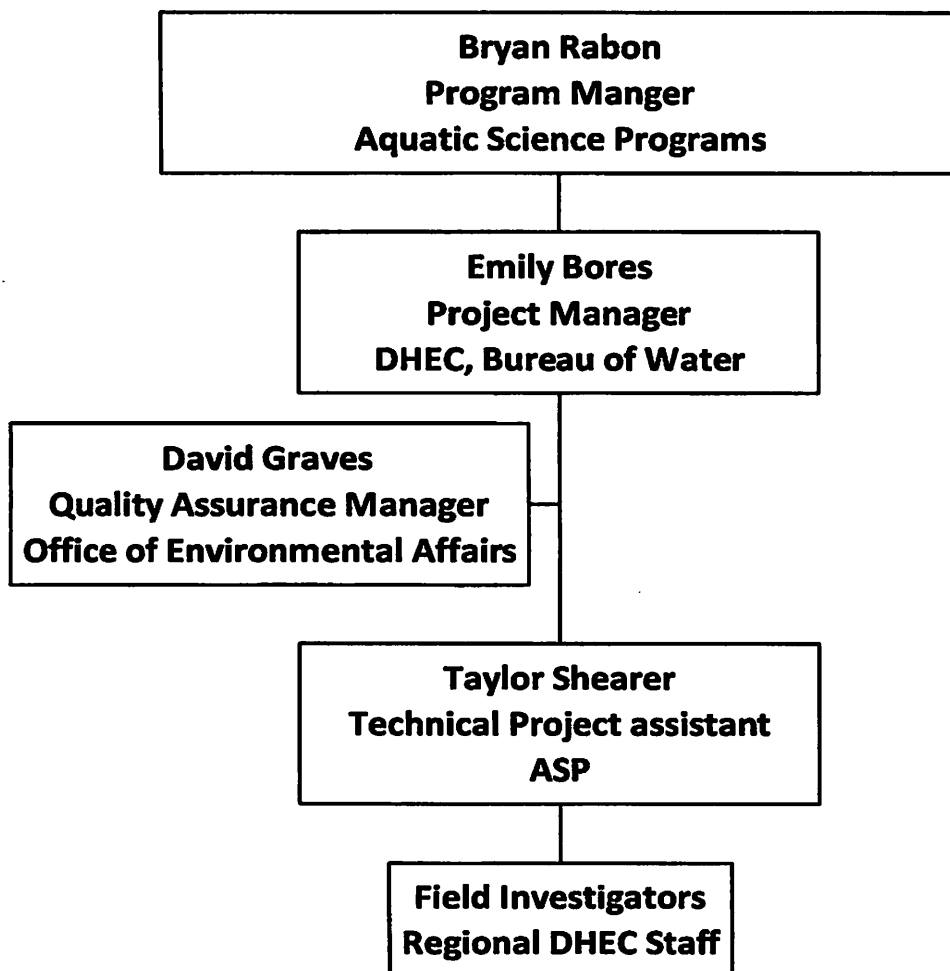 Bryan Rabon
Program Manger
Aquatic Science Programs
Emily Bores
Project Manager
DHEC, Bureau of Water
David Graves
Quality Assurance Manager
Office of Environmental Affairs
Taylor Shearer
Technical Project assistant
ASP
Field Investigators
Regional DHEC Staff